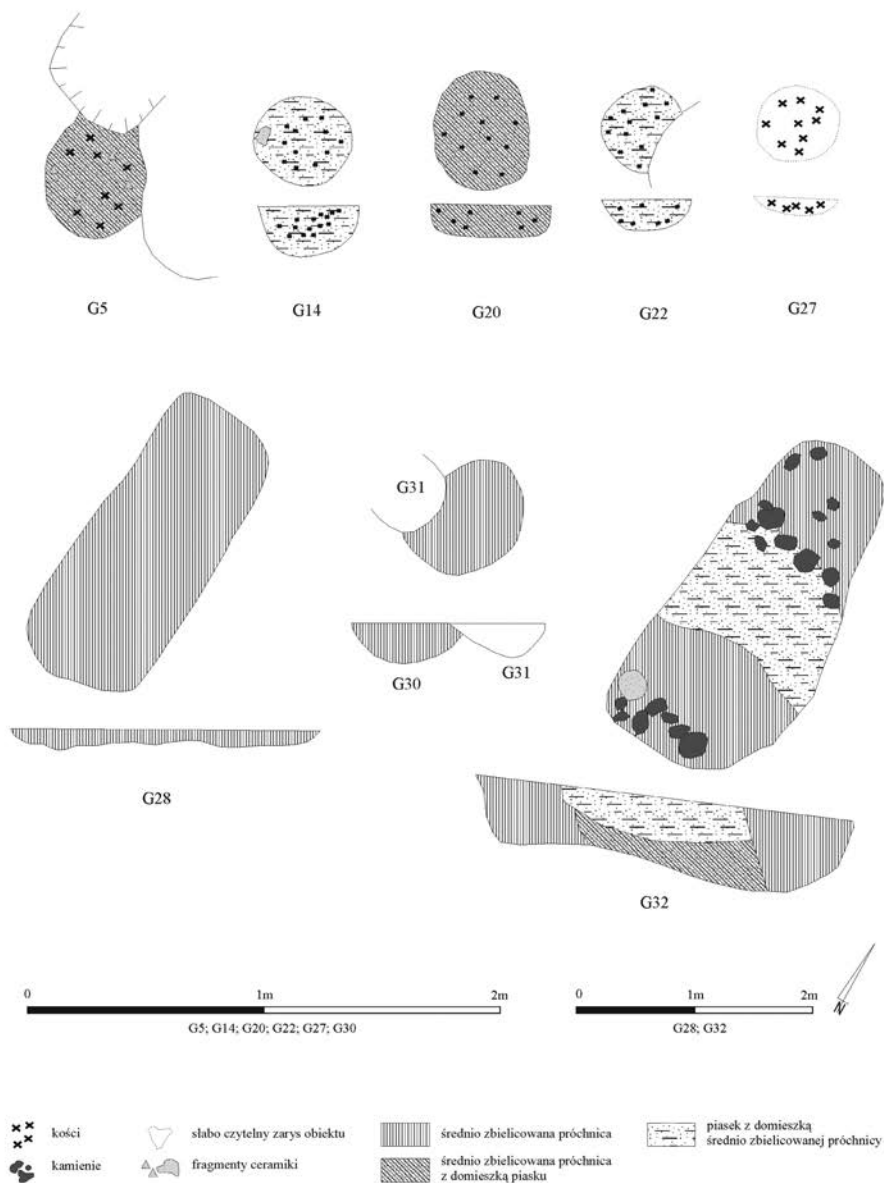 G5
G14
G20
G22
G27
G31
G30
G31
G28
G32
0
1m
2m
G5; G14; G20; G22; G27; G30
0
1m
2m
G28; G32
N
kości
słabo czytelny zarys obiektu
średnio zbielicowana próchnica
piasek z domieszką
średnio zbielicowanej próchnicy
kamienie
fragmenty ceramiki
średnio zbielicowana próchnica
z domieszką piasku